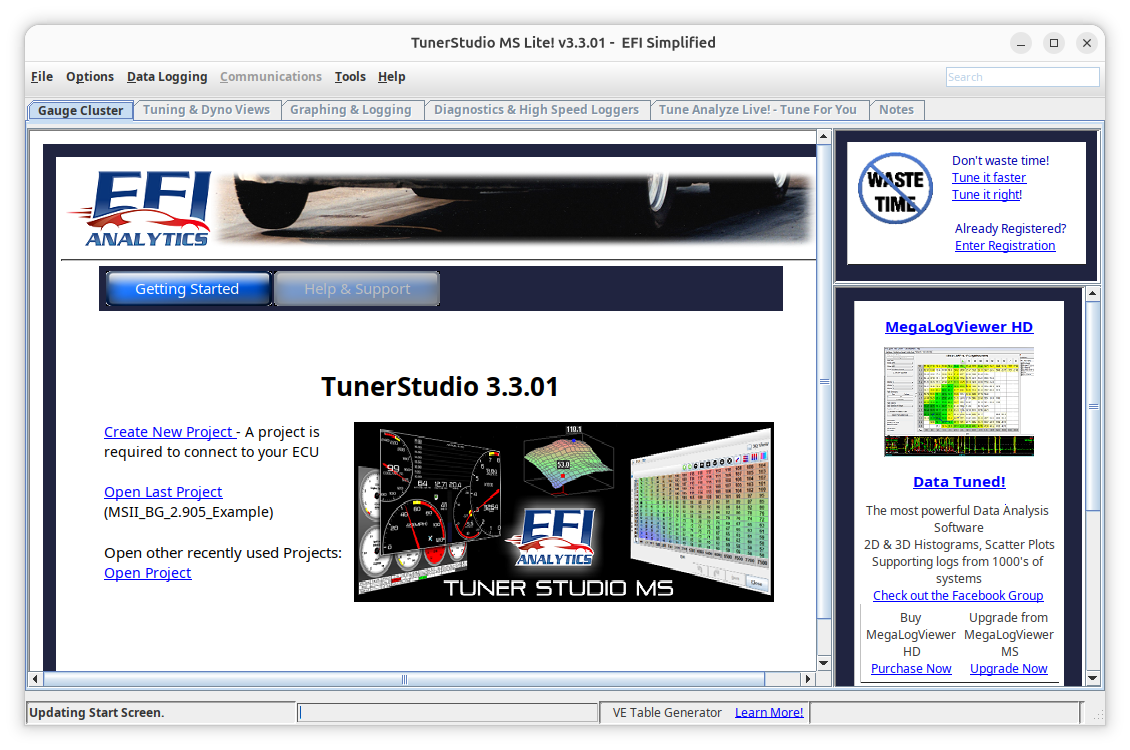 TunerStudio MS Lite! v3.3.01 - EFI Simplified
File Options Data Logging Communications Tools Help
Search
Gauge Cluster Tuning & Dyno Views Graphing & Logging Diagnostics & High Speed Loggers Tune Analyze Live! - Tune For You Notes
EFI
ANALYTICS
Getting Started Help & Support
TunerStudio 3.3.01
Create New Project - A project is
required to connect to your ECU
Open Last Project
(MSII_BG_2.905_Example)
Open other recently used Projects:
Open Project
110.1
53.0
EFI
ANALYTICS
TUNER STUDIO MS
WASTE
TIME
Don't waste time!
Tune it faster
Tune it right!
Already Registered?
Enter Registration
MegaLogViewer HD
Data Tuned!
The most powerful Data Analysis
Software
2D & 3D Histograms, Scatter Plots
Supporting logs from 1000's of
systems
Check out the Facebook Group
Buy
MegaLogViewer
HD
Purchase Now
Upgrade from
MegaLogViewer
MS
Upgrade Now
Updating Start Screen.
VE Table Generator Learn More!